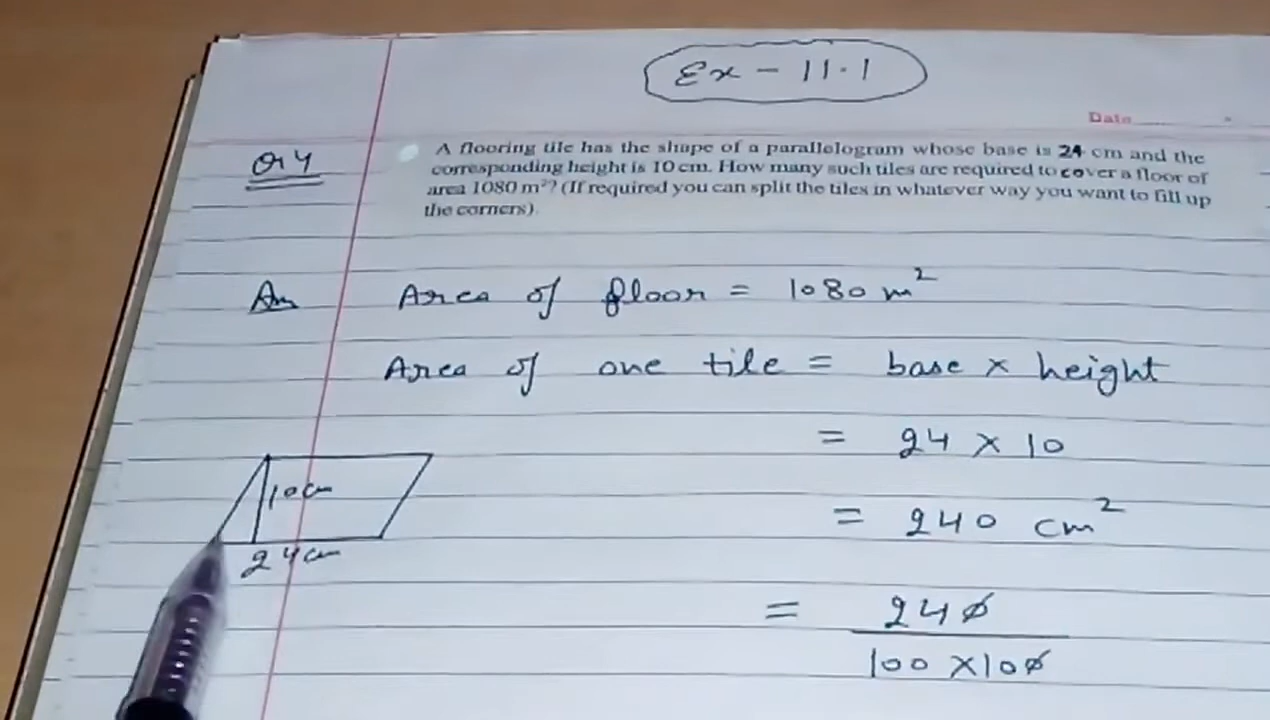 Ex - 11.1
Date
Qr 4
A flooring tile has the shape of a parallelogram whose base is 24 cm and the
corresponding height is 10 cm. How many such tiles are required to cover a floor of
area 1080 m²? (If required you can split the tiles in whatever way you want to fill up
the corners).
An Area of floor = 1080 m²
Area of one tile = base × height
= 24 × 10
10cm
= 240 cm²
24cm
= 240
100 × 100